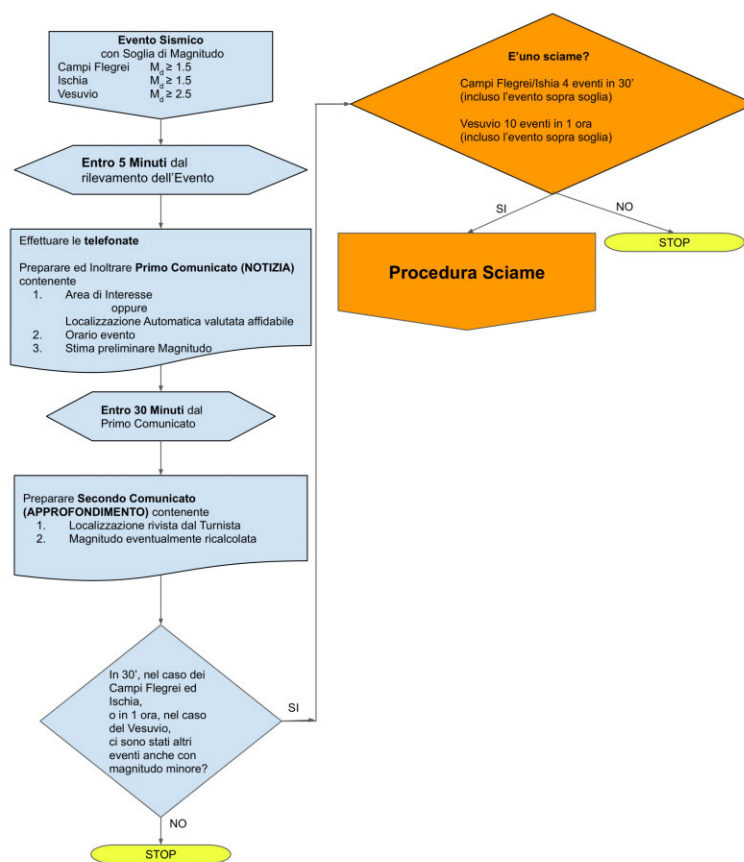 Evento Sismico
con Soglia di Magnitudo
Campi Flegrei M_d ≥ 1.5
Ischia M_d ≥ 1.5
Vesuvio M_d ≥ 2.5
Entro 5 Minuti dal
rilevamento dell'Evento
Effettuare le telefonate
Preparare ed Inoltrare Primo Comunicato (NOTIZIA)
contenente
1. Area di Interesse
oppure
Localizzazione Automatica valutata affidabile
2. Orario evento
3. Stima preliminare Magnitudo
Entro 30 Minuti dal
Primo Comunicato
Preparare Secondo Comunicato
(APPROFONDIMENTO) contenente
1. Localizzazione rivista dal Turnista
2. Magnitudo eventualmente ricalcolata
In 30', nel caso dei
Campi Flegrei ed
Ischia,
o in 1 ora, nel caso
del Vesuvio,
ci sono stati altri
eventi anche con
magnitudo minore?
SI
NO
STOP
E'uno sciame?
Campi Flegrei/Ishia 4 eventi in 30'
(incluso l'evento sopra soglia)
Vesuvio 10 eventi in 1 ora
(incluso l'evento sopra soglia)
SI
NO
STOP
Procedura Sciame